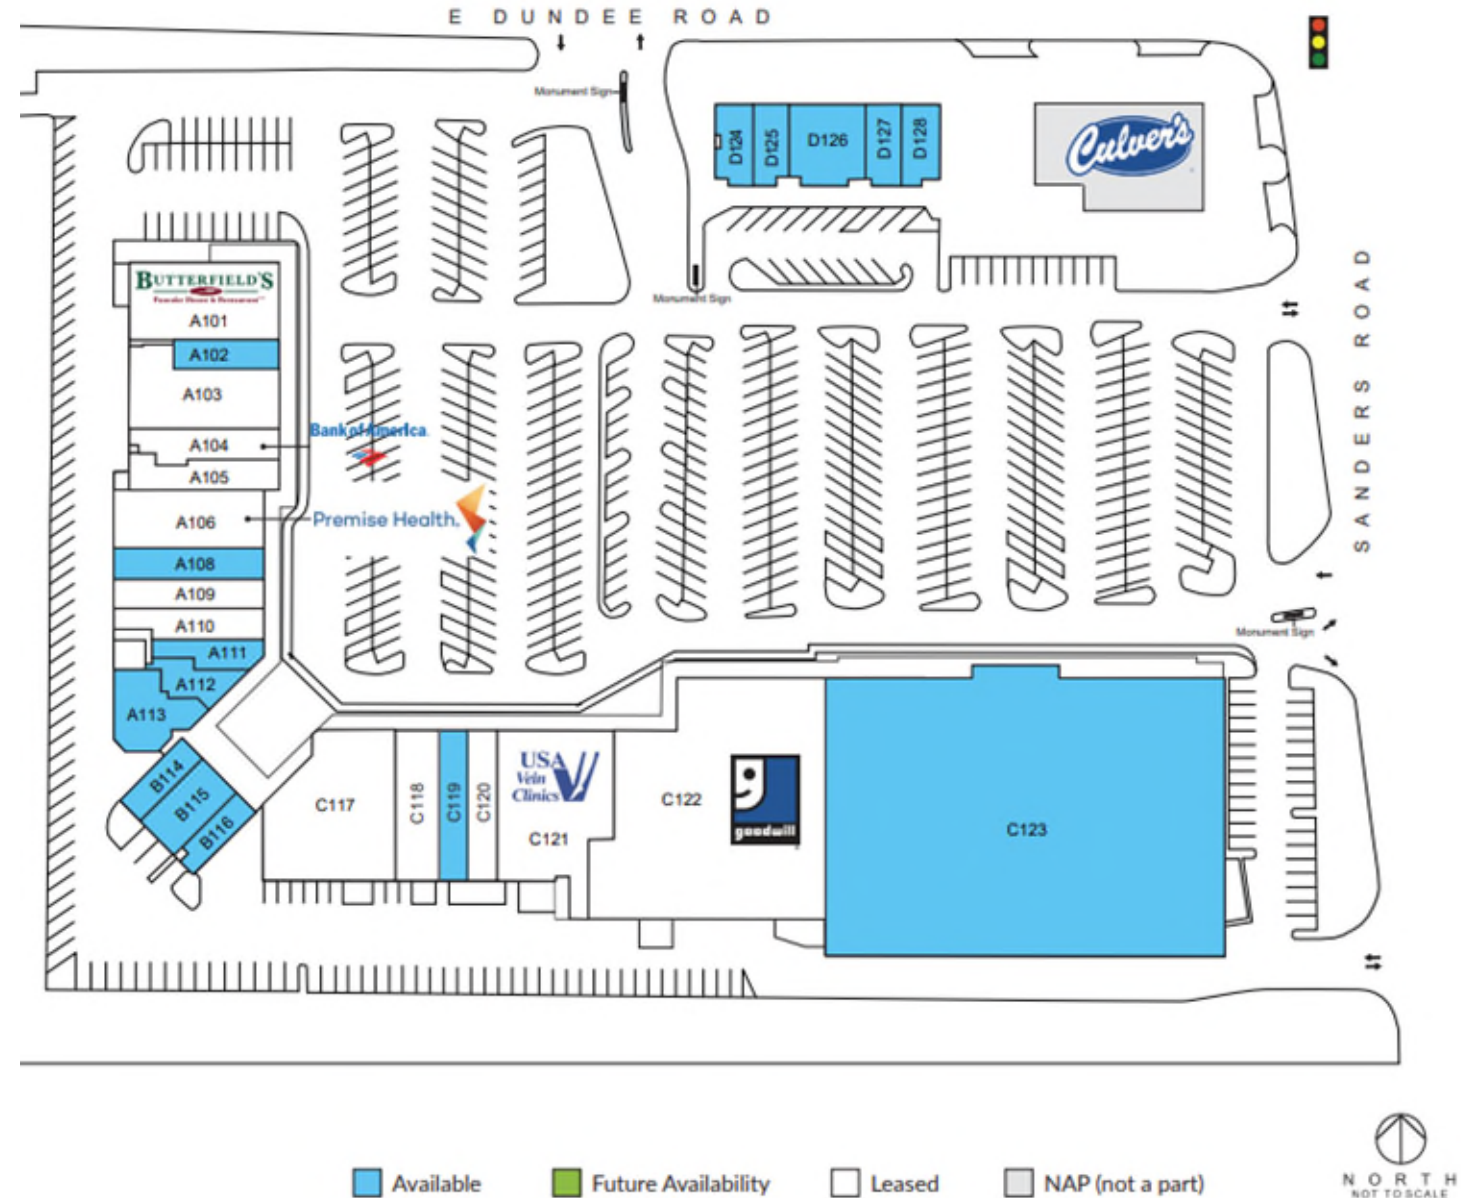 E DUNDEE ROAD
Monument Sign
D124
D125
D126
D127
D128
Culver's
BUTTERFIELD'S
Pancake House & Restaurant
A101
A102
A103
Bank of America
A104
A105
A106
Premise Health.
A108
A109
A110
A111
A112
A113
Monument Sign
SANDERS ROAD
Monument Sign
B114
B115
B116
C117
C118
C119
C120
USA
Vein
Clinics
C121
C122
goodwill
C123
Available
Future Availability
Leased
NAP (not a part)
NORTH
NOT TO SCALE